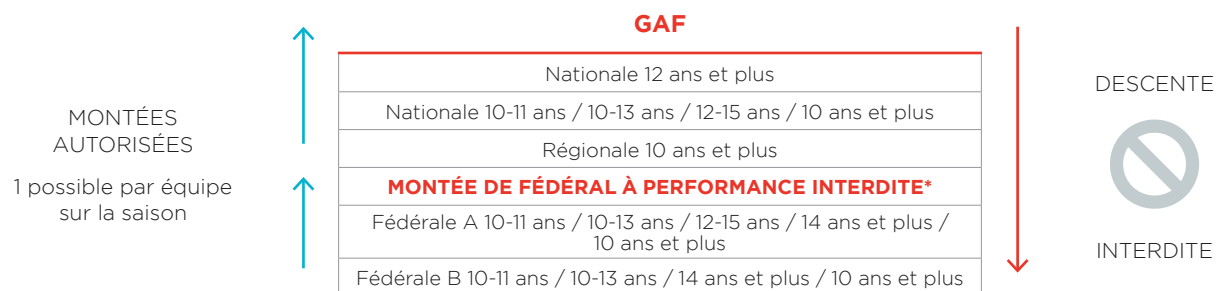 GAF
MONTÉES
AUTORISÉES
1 possible par équipe
sur la saison
Nationale 12 ans et plus
Nationale 10-11 ans / 10-13 ans / 12-15 ans / 10 ans et plus
Régionale 10 ans et plus
MONTÉE DE FÉDÉRAL À PERFORMANCE INTERDITE*
Fédérale A 10-11 ans / 10-13 ans / 12-15 ans / 14 ans et plus /
10 ans et plus
Fédérale B 10-11 ans / 10-13 ans / 14 ans et plus / 10 ans et plus
DESCENTE
INTERDITE